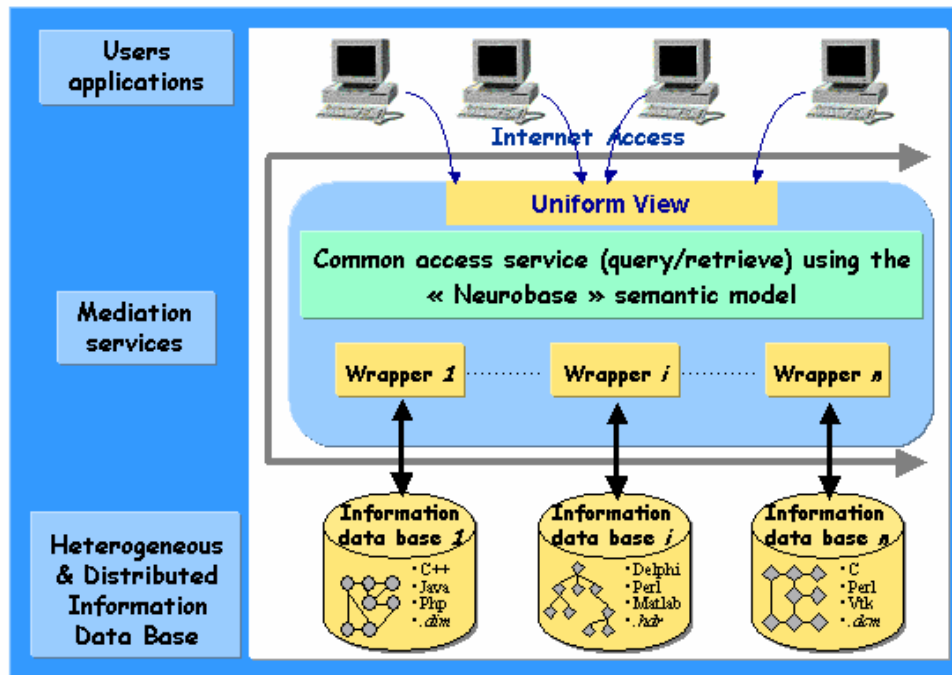 Users
applications
Internet Access
Uniform View
Common access service (query/retrieve) using the
« Neurobase » semantic model
Mediation
services
Wrapper 1
Wrapper i
Wrapper n
Heterogeneous
& Distributed
Information
Data Base
Information
data base 1
• C++
• Java
• Php
• .dim
Information
data base i
• Delphi
• Perl
• Matlab
• .hdr
Information
data base n
• C
• Perl
• Vtk
• .dcm